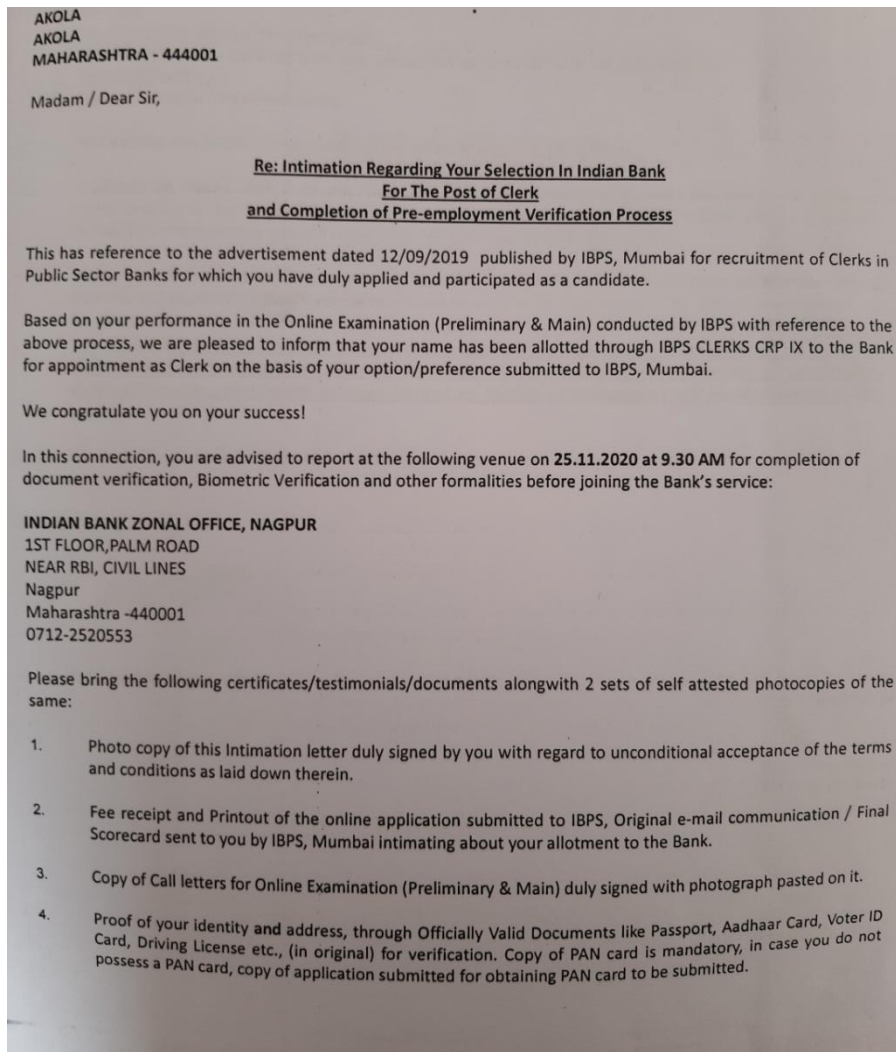 AKOLA
AKOLA
MAHARASHTRA - 444001
Madam / Dear Sir,
Re: Intimation Regarding Your Selection In Indian Bank
For The Post of Clerk
and Completion of Pre-employment Verification Process
This has reference to the advertisement dated 12/09/2019 published by IBPS, Mumbai for recruitment of Clerks in
Public Sector Banks for which you have duly applied and participated as a candidate.
Based on your performance in the Online Examination (Preliminary & Main) conducted by IBPS with reference to the
above process, we are pleased to inform that your name has been allotted through IBPS CLERKS CRP IX to the Bank
for appointment as Clerk on the basis of your option/preference submitted to IBPS, Mumbai.
We congratulate you on your success!
In this connection, you are advised to report at the following venue on 25.11.2020 at 9.30 AM for completion of
document verification, Biometric Verification and other formalities before joining the Bank's service:
INDIAN BANK ZONAL OFFICE, NAGPUR
1ST FLOOR,PALM ROAD
NEAR RBI, CIVIL LINES
Nagpur
Maharashtra -440001
0712-2520553
Please bring the following certificates/testimonials/documents alongwith 2 sets of self attested photocopies of the
same:
1. Photo copy of this Intimation letter duly signed by you with regard to unconditional acceptance of the terms
and conditions as laid down therein.
2. Fee receipt and Printout of the online application submitted to IBPS, Original e-mail communication / Final
Scorecard sent to you by IBPS, Mumbai intimating about your allotment to the Bank.
3. Copy of Call letters for Online Examination (Preliminary & Main) duly signed with photograph pasted on it.
4. Proof of your identity and address, through Officially Valid Documents like Passport, Aadhaar Card, Voter ID
Card, Driving License etc., (in original) for verification. Copy of PAN card is mandatory, in case you do not
possess a PAN card, copy of application submitted for obtaining PAN card to be submitted.